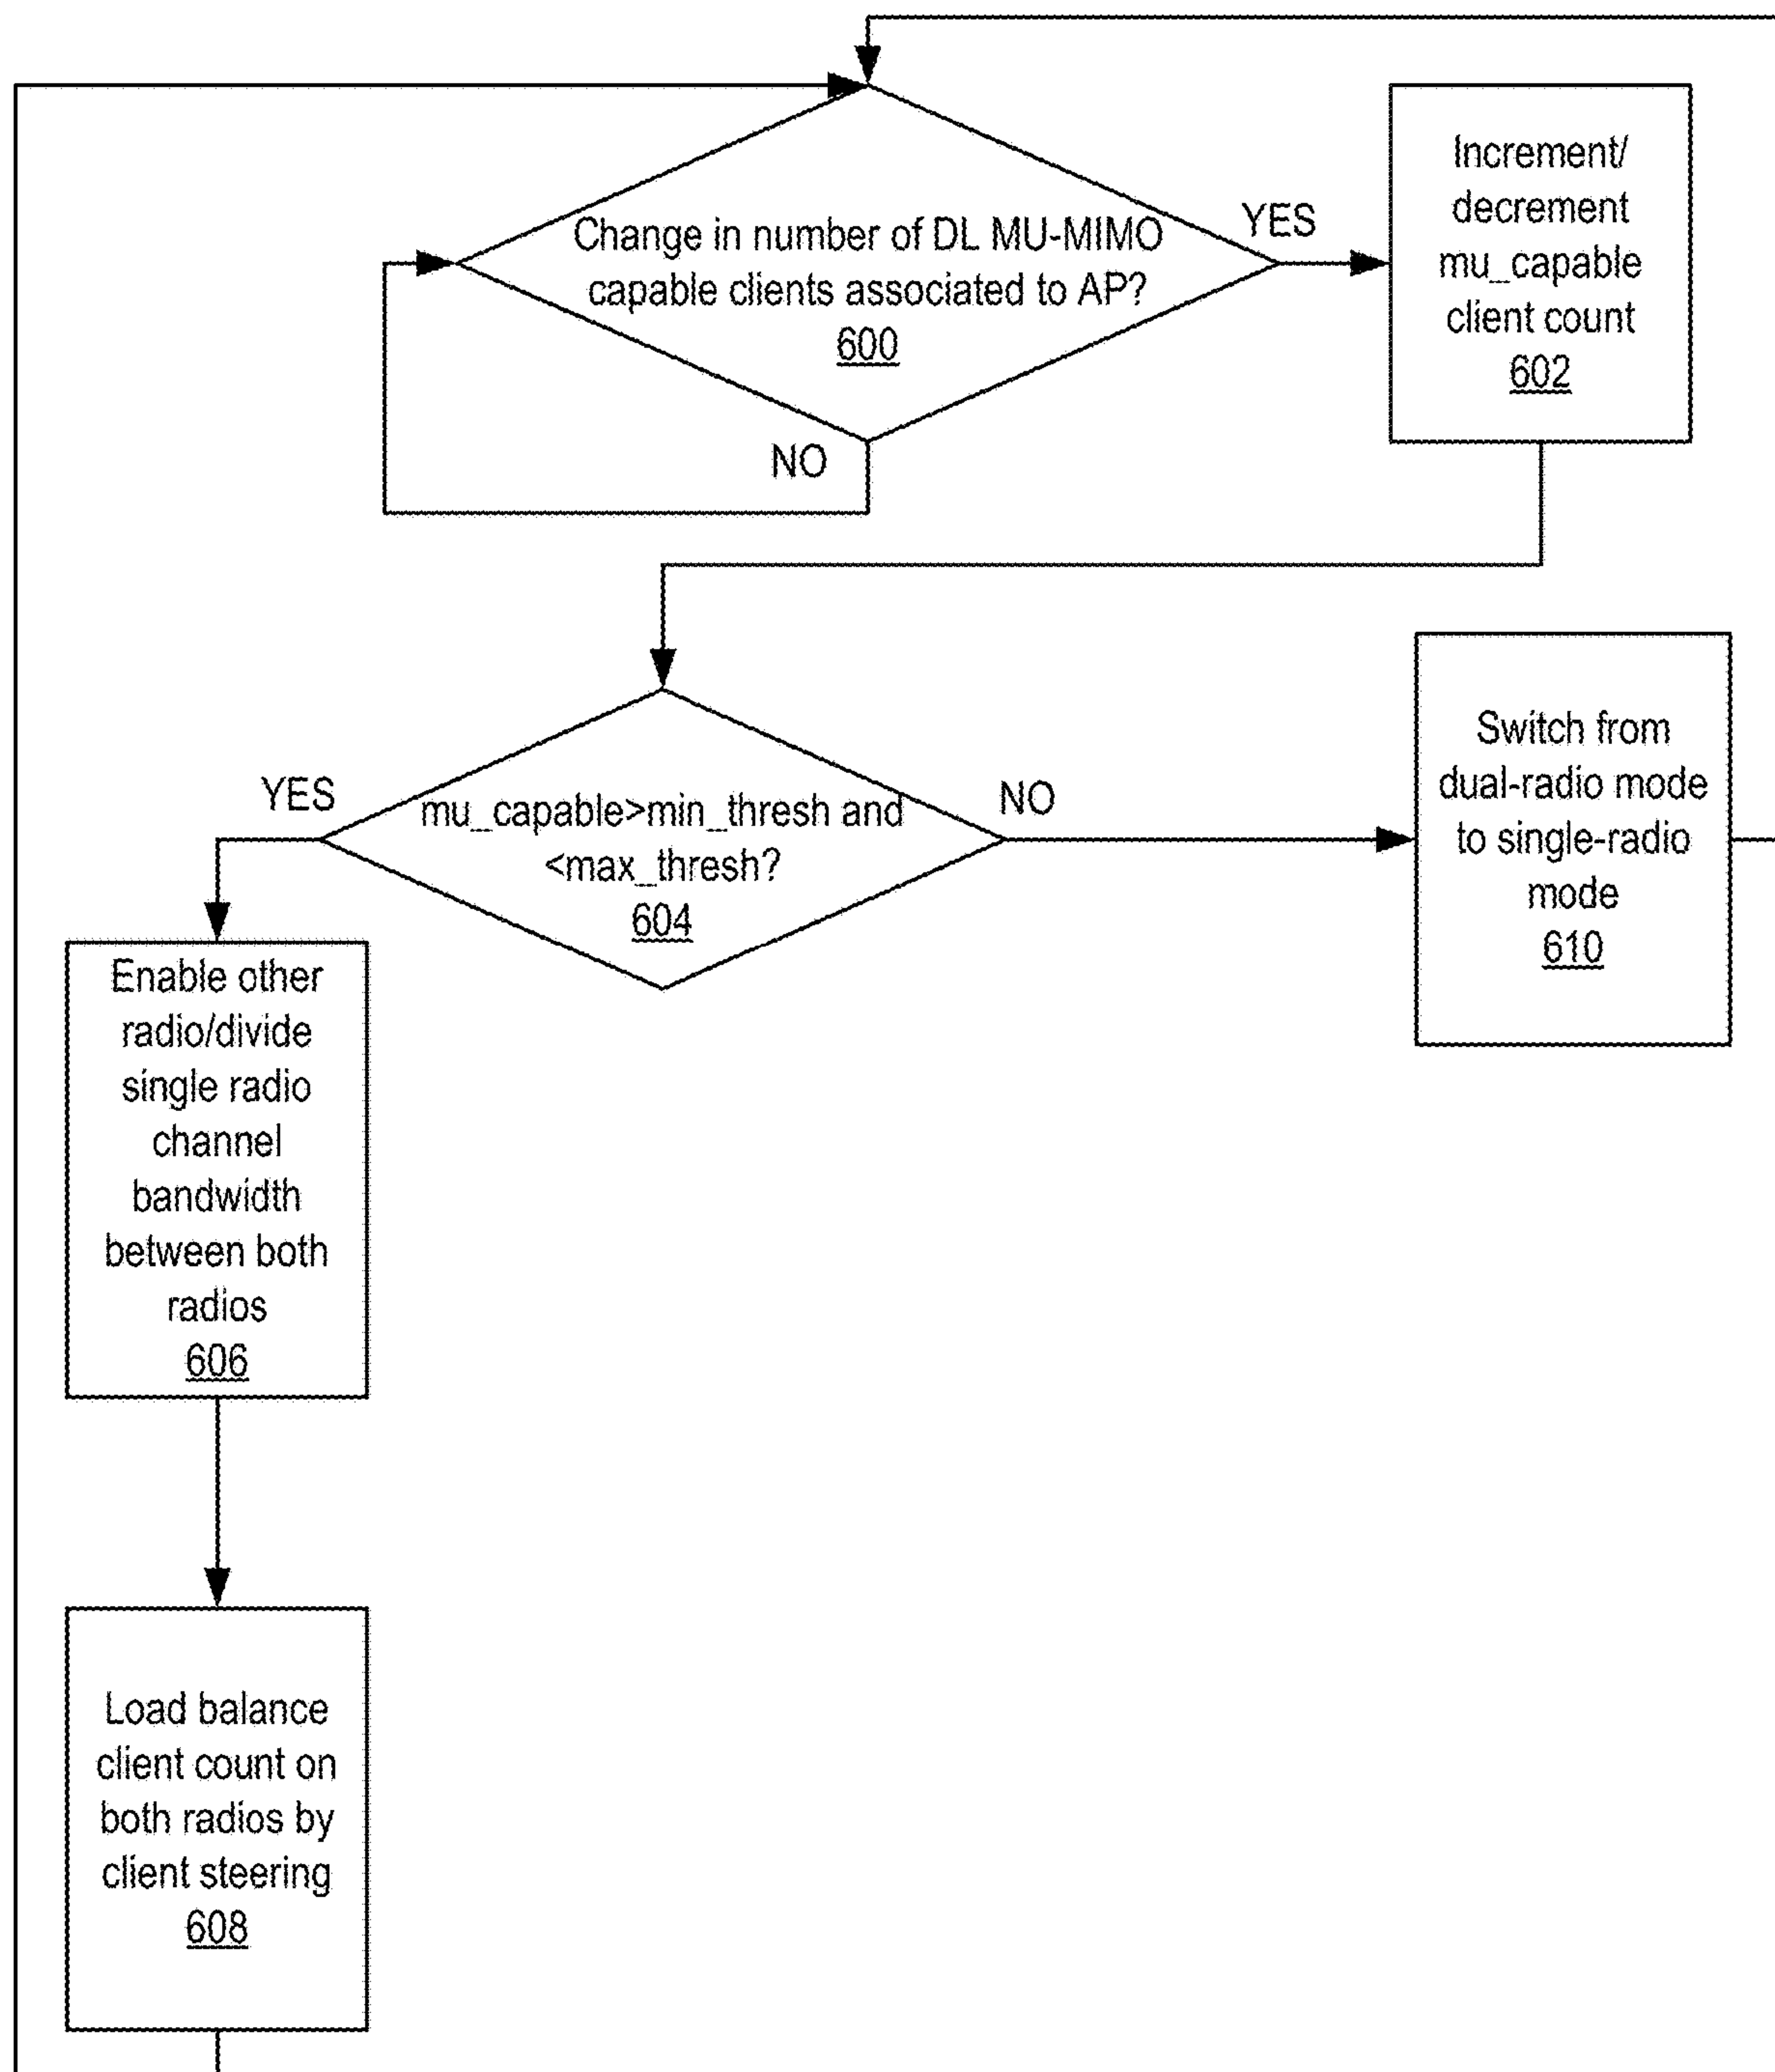 Change in number of DL MU-MIMO
capable clients associated to AP?
600
YES
NO
Increment/
decrement
mu_capable
client count
602
mu_capable>min_thresh and
<max_thresh?
604
YES
NO
Switch from
dual-radio mode
to single-radio
mode
610
Enable other
radio/divide
single radio
channel
bandwidth
between both
radios
606
Load balance
client count on
both radios by
client steering
608